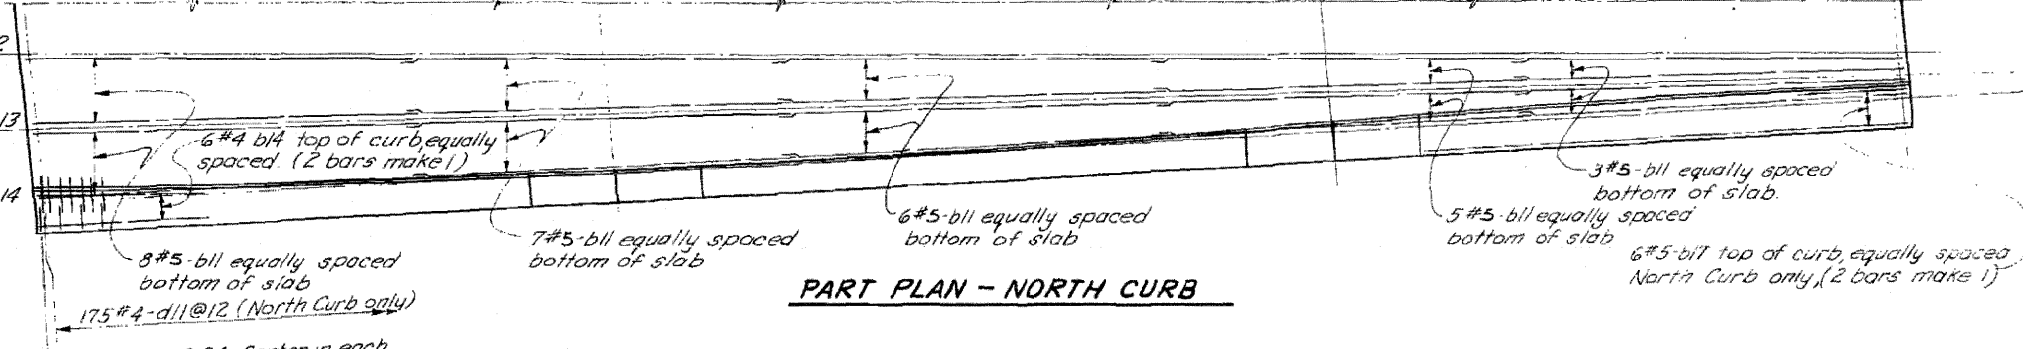 2
13
6#4 b14 top of curb, equally
spaced. (2 bars make 1)
14
8#5-b11 equally spaced
bottom of slab
175#4-d11@12 (North Curb only)
7#5-b11 equally spaced
bottom of slab
6#5-b11 equally spaced
bottom of slab
3#5-b11 equally spaced
bottom of slab.
5#5-b11 equally spaced
bottom of slab
6#5-b17 top of curb, equally spaced
North Curb only, (2 bars make 1)
PART PLAN - NORTH CURB
each